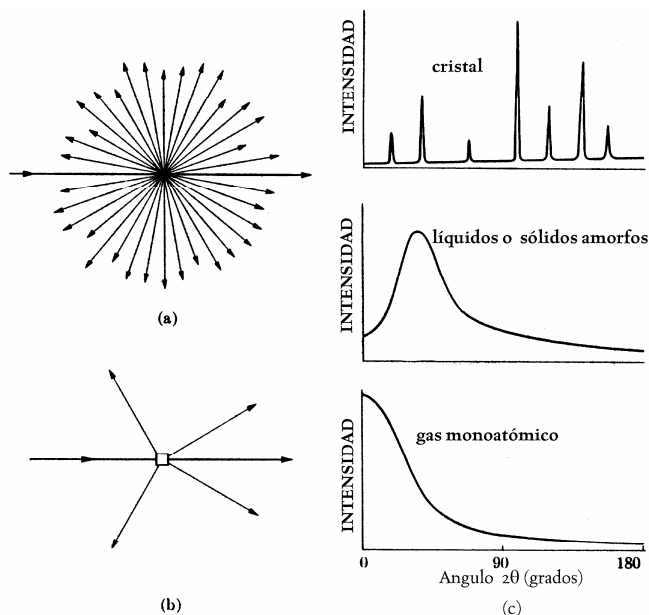 (a)
(b)
INTENSIDAD
cristal
INTENSIDAD
líquidos o sólidos amorfos
INTENSIDAD
gas monoatómico
0
90
180
Angulo 2θ (grados)
(c)